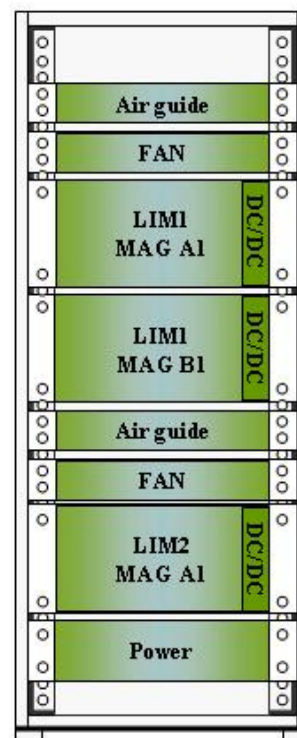 Air guide
FAN
LIM1
MAG A1
DC/DC
LIM1
MAG B1
DC/DC
Air guide
FAN
LIM2
MAG A1
DC/DC
Power